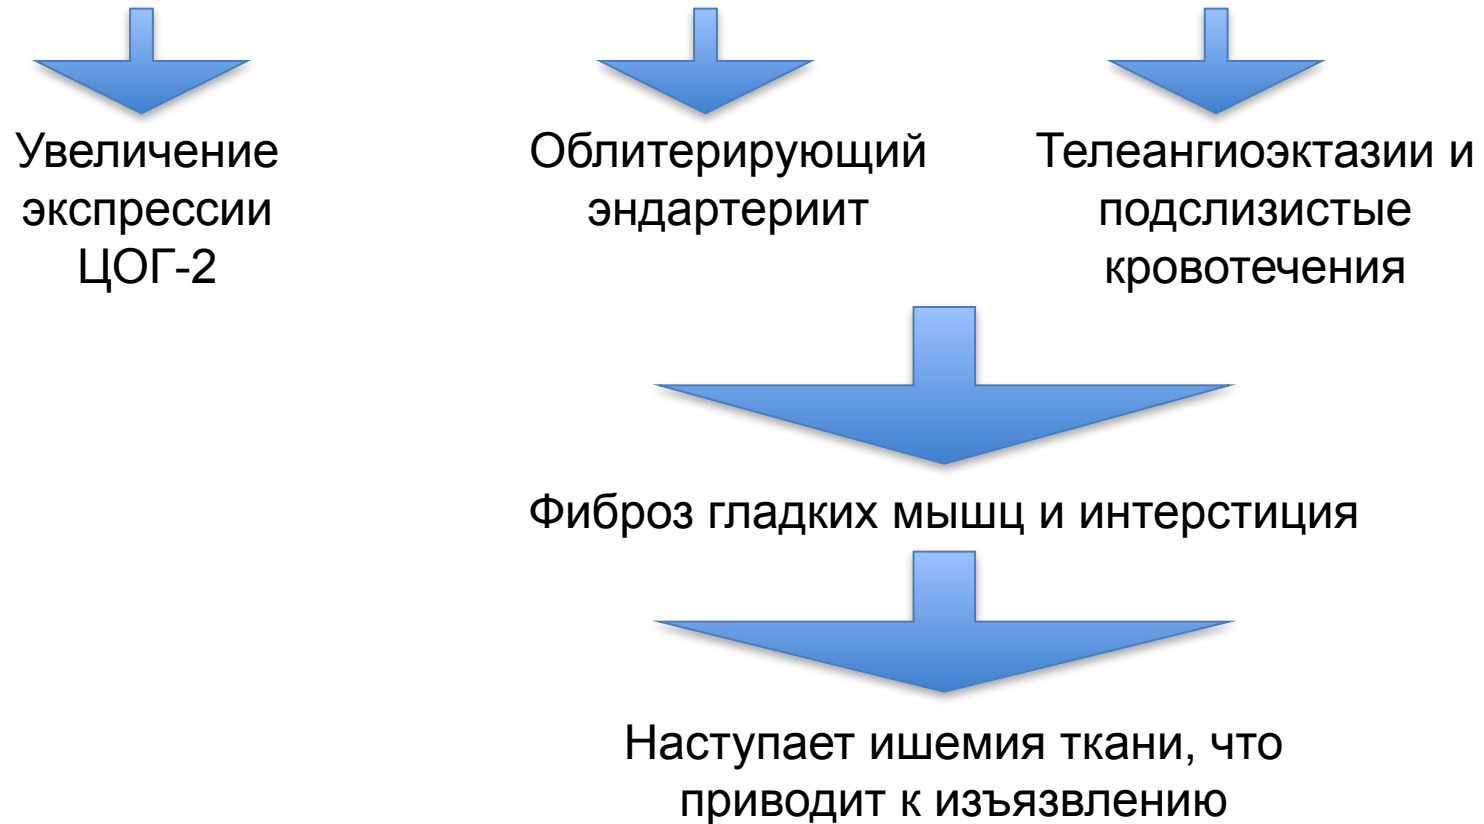 Увеличение
экспрессии
ЦОГ-2
Облитерирующий
эндартериит
Телеангиоэктазии и
подслизистые
кровотечения
Фиброз гладких мышц и интерстиция
Наступает ишемия ткани, что
приводит к изъязвлению